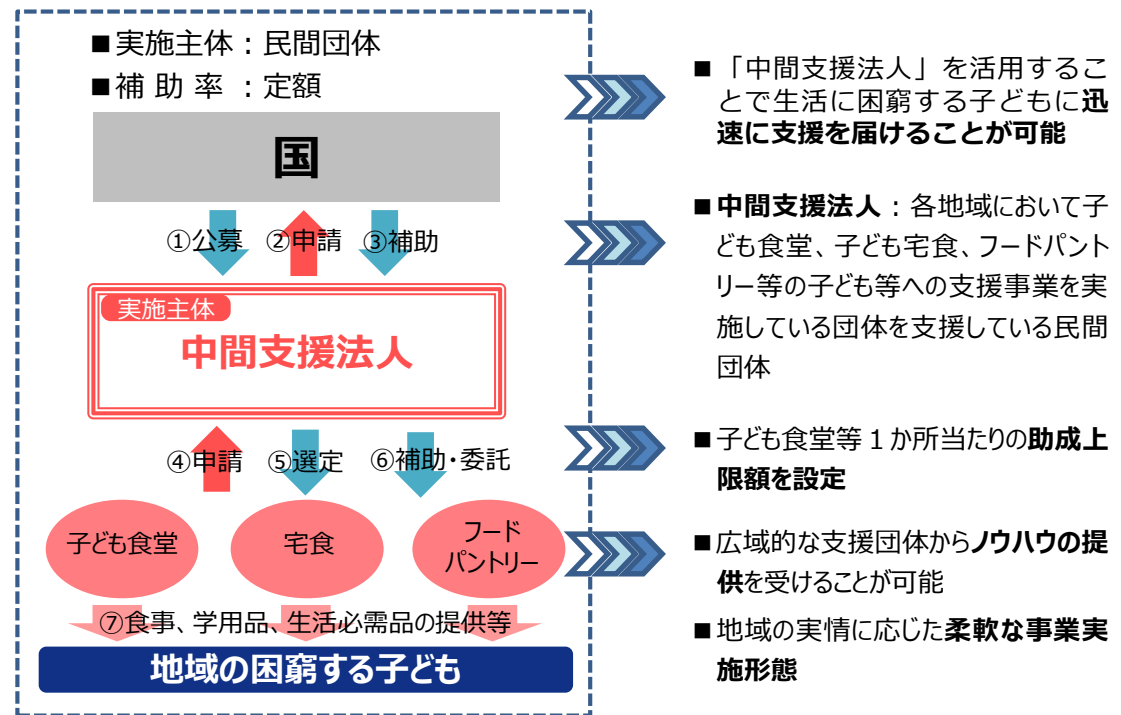 ■実施主体：民間団体
■補 助 率 ：定額
国
①公募 ②申請 ③補助
実施主体
中間支援法人
④申請 ⑤選定 ⑥補助・委託
子ども食堂
宅食
フード
パントリー
⑦食事、学用品、生活必需品の提供等
地域の困窮する子ども
■「中間支援法人」を活用するこ
とで生活に困窮する子どもに迅
速に支援を届けることが可能
■中間支援法人：各地域において子
ども食堂、子ども宅食、フードパント
リー等の子ども等への支援事業を実
施している団体を支援している民間
団体
■子ども食堂等１か所当たりの助成上
限額を設定
■広域的な支援団体からノウハウの提
供を受けることが可能
■地域の実情に応じた柔軟な事業実
施形態